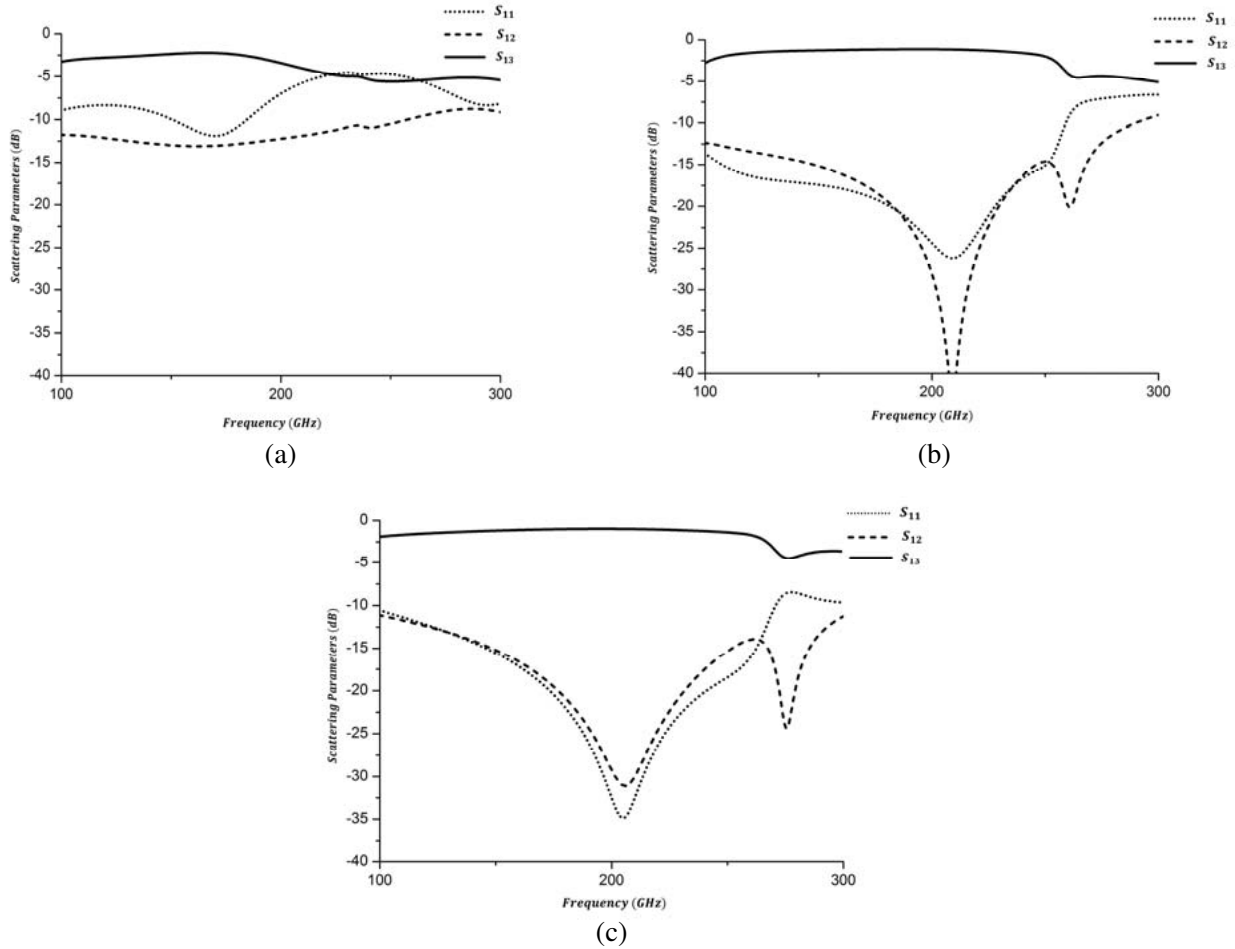 S11
S12
S13
0
-5
-10
-15
-20
-25
-30
-35
-40
Scattering Parameters (dB)
100
200
300
Frequency (GHz)
(a)
S11
S12
S13
0
-5
-10
-15
-20
-25
-30
-35
-40
Scattering Parameters (dB)
100
200
300
Frequency (GHz)
(b)
S11
S12
S13
0
-5
-10
-15
-20
-25
-30
-35
-40
Scattering Parameters (dB)
100
200
300
Frequency (GHz)
(c)